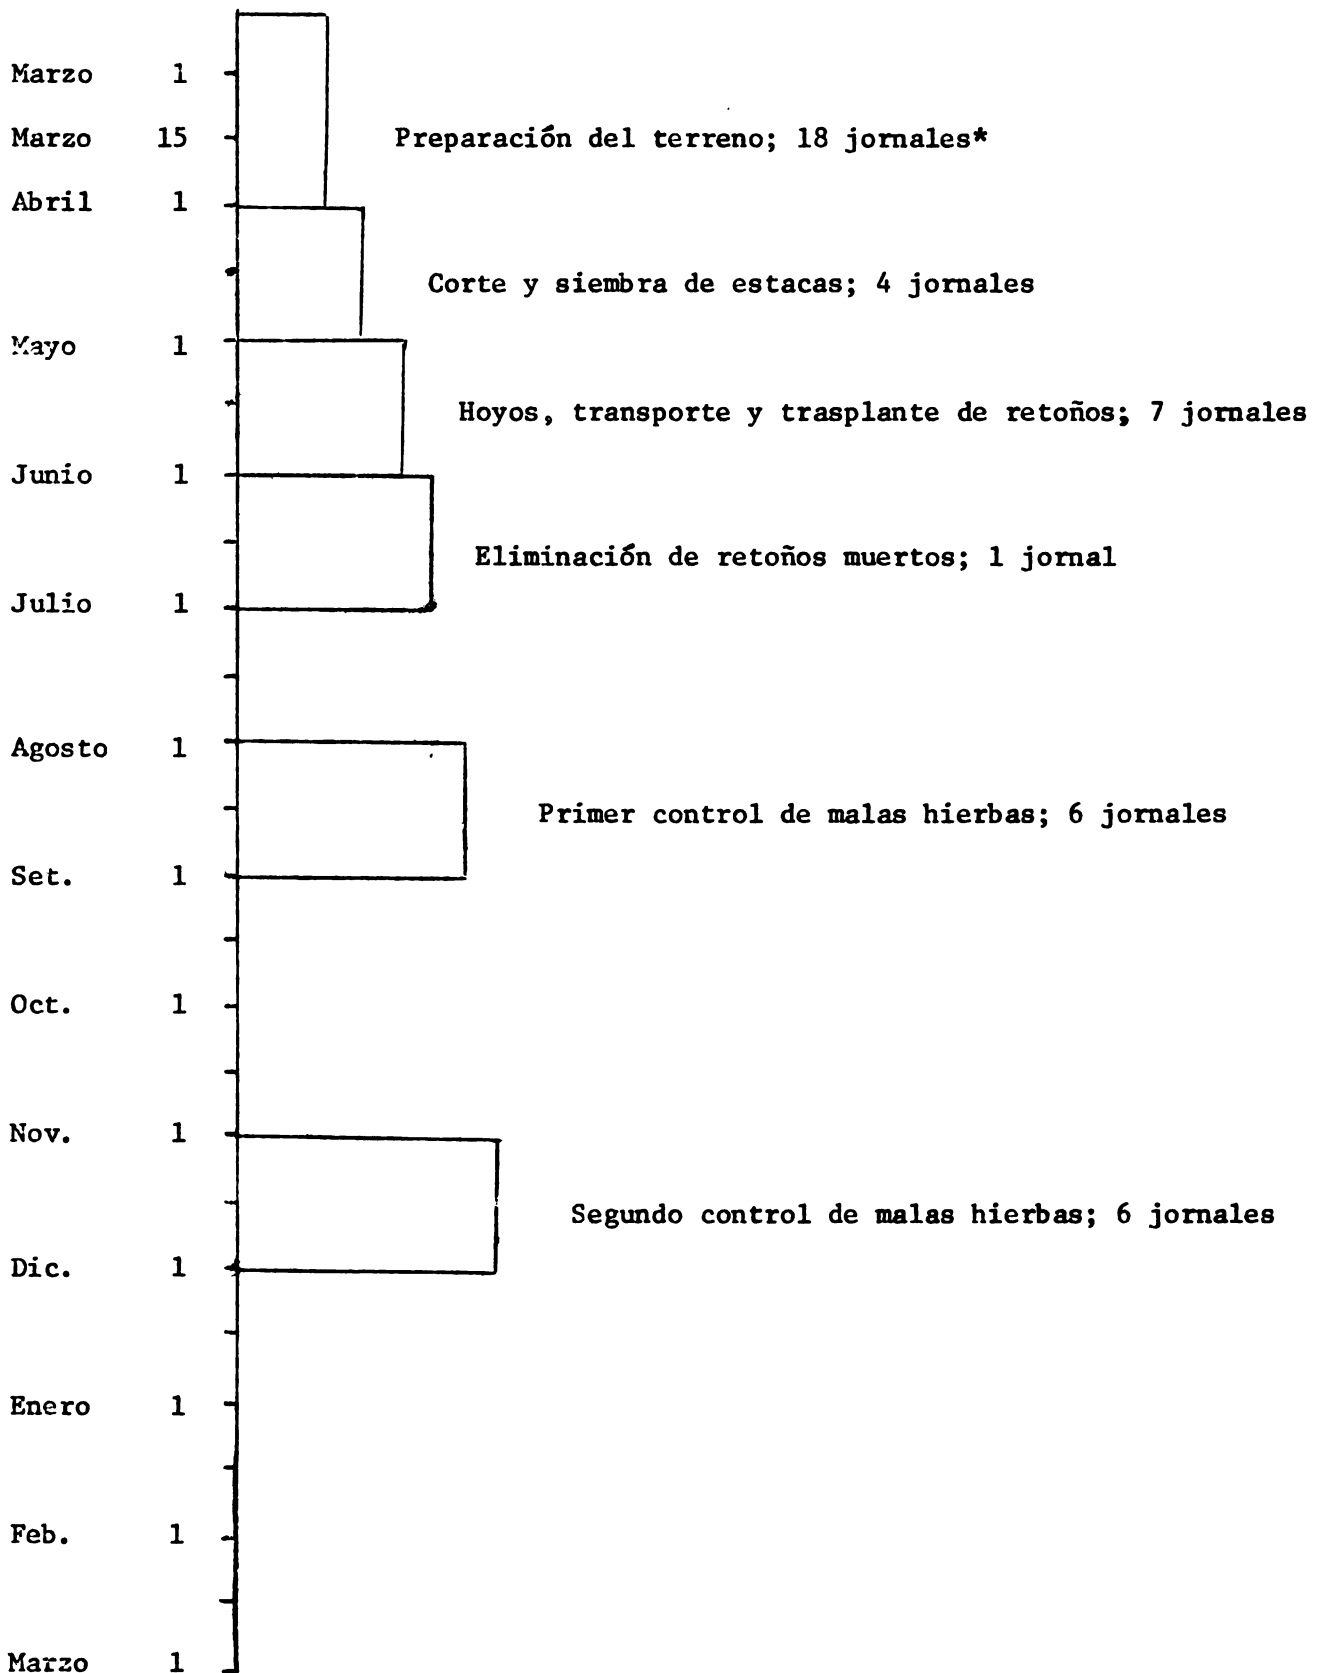 Marzo 1
Marzo 15 Preparación del terreno; 18 jornales*
Abril 1
Corte y siembra de estacas; 4 jornales
Mayo 1
Hoyos, transporte y trasplante de retoños; 7 jornales
Junio 1
Eliminación de retoños muertos; 1 jornal
Julio 1
Agosto 1
Primer control de malas hierbas; 6 jornales
Set. 1
Oct. 1
Nov. 1
Segundo control de malas hierbas; 6 jornales
Dic. 1
Enero 1
Feb. 1
Marzo 1